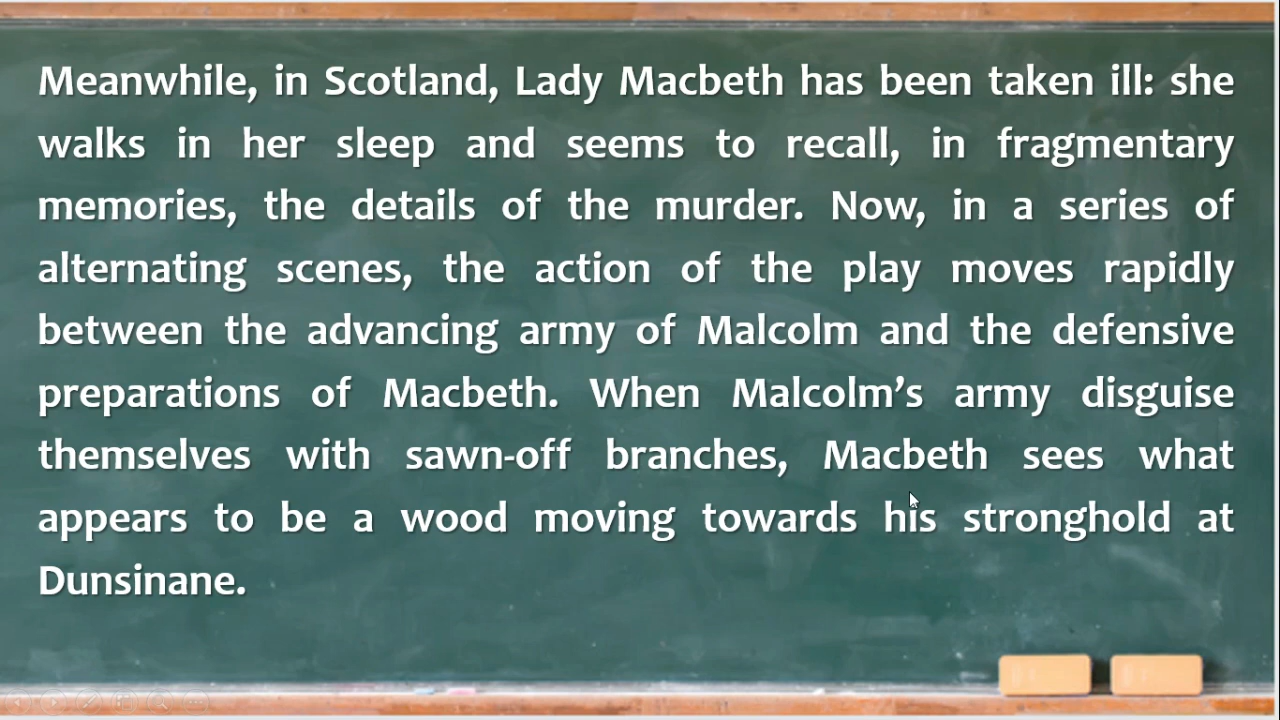 Meanwhile, in Scotland, Lady Macbeth has been taken ill: she
walks in her sleep and seems to recall, in fragmentary
memories, the details of the murder. Now, in a series of
alternating scenes, the action of the play moves rapidly
between the advancing army of Malcolm and the defensive
preparations of Macbeth. When Malcolm’s army disguise
themselves with sawn-off branches, Macbeth sees what
appears to be a wood moving towards his stronghold at
Dunsinane.